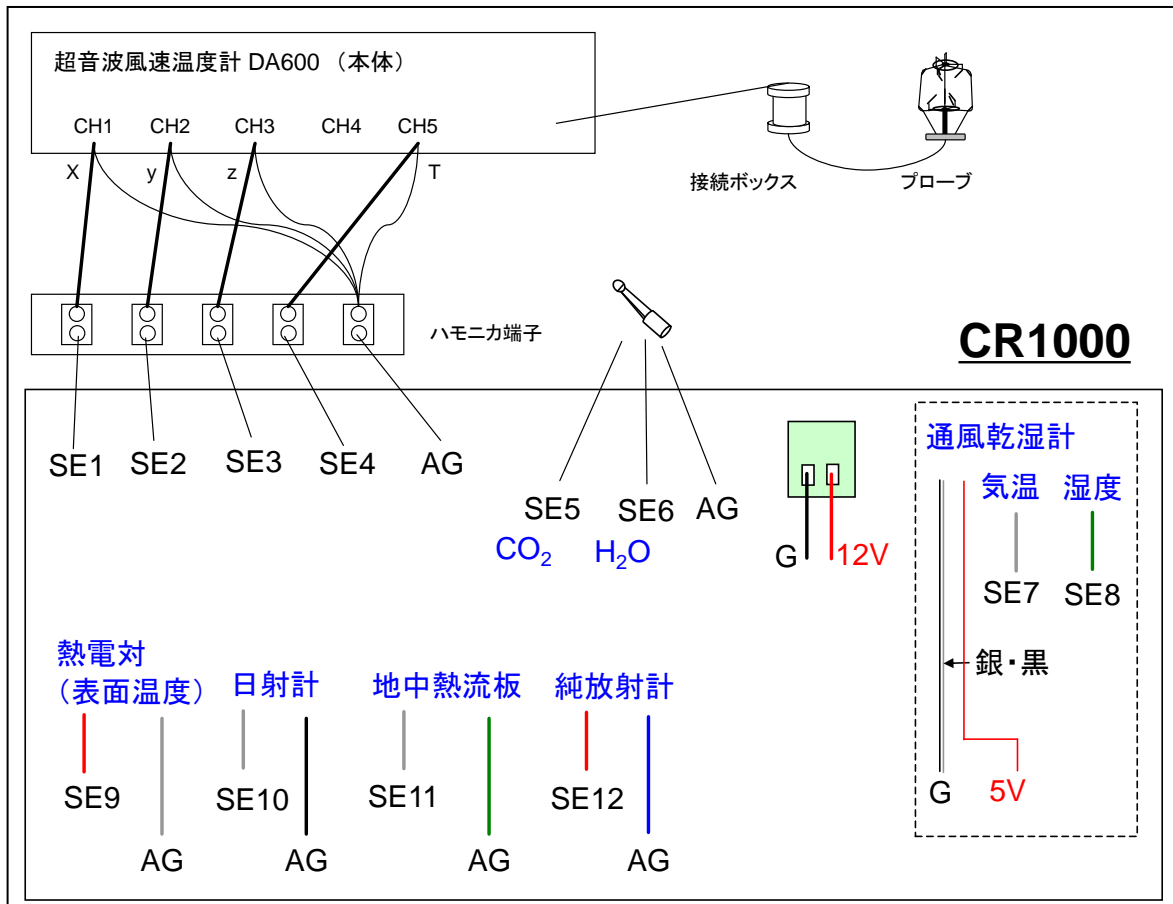 超音波風速温度計 DA600 （本体）
CH1 CH2 CH3 CH4 CH5
X y z T
接続ボックス プローブ
ハモニカ端子
CR1000
SE1 SE2 SE3 SE4 AG
SE5 SE6 AG
CO₂ H₂O
G 12V
通風乾湿計
気温 湿度
SE7 SE8
銀・黒
G 5V
熱電対
（表面温度） 日射計 地中熱流板 純放射計
SE9 SE10 SE11 SE12
AG AG AG AG